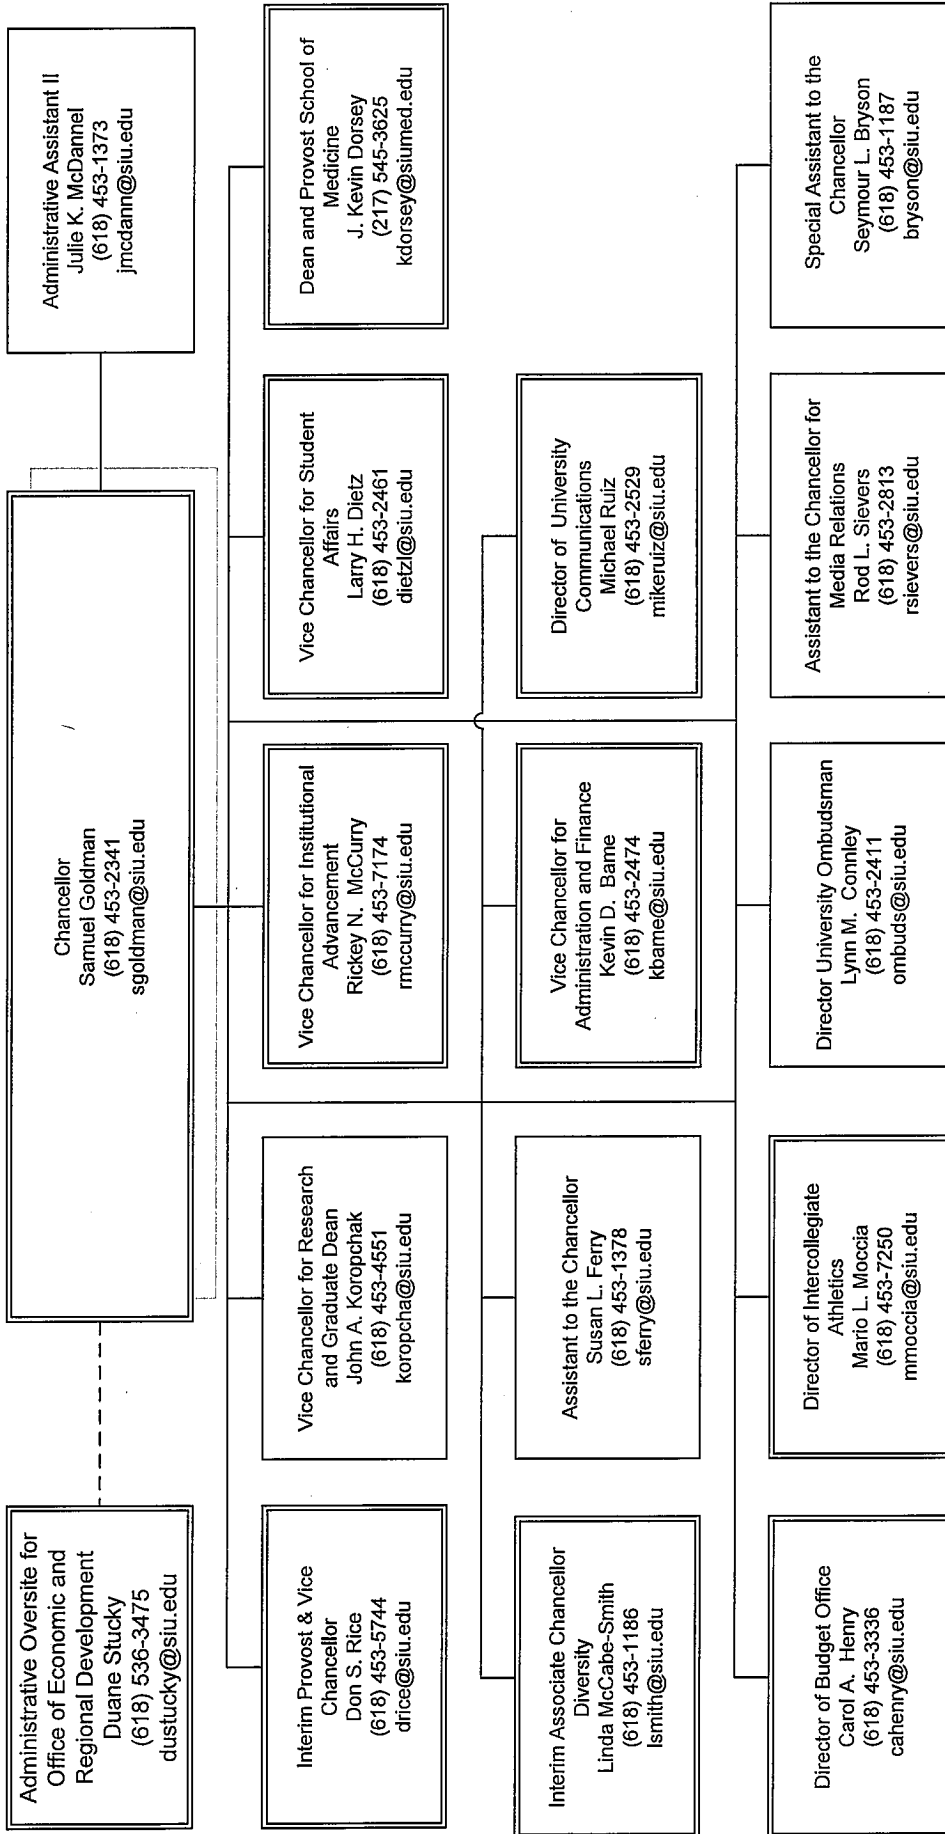 Administrative Oversite for
Office of Economic and
Regional Development
Duane Stucky
(618) 536-3475
dustucky@siu.edu
Chancellor
Samuel Goldman
(618) 453-2341
sgoldman@siu.edu
Administrative Assistant II
Julie K. McDannel
(618) 453-1373
jmcdann@siu.edu
Interim Provost & Vice
Chancellor
Don S. Rice
(618) 453-5744
drice@siu.edu
Vice Chancellor for Research
and Graduate Dean
John A. Koropchak
(618) 453-4551
koropcha@siu.edu
Vice Chancellor for Institutional
Advancement
Rickey N. McCurry
(618) 453-7174
rmccurry@siu.edu
Vice Chancellor for Student
Affairs
Larry H. Dietz
(618) 453-2461
dietzl@siu.edu
Dean and Provost School of
Medicine
J. Kevin Dorsey
(217) 545-3625
kdorsey@siumed.edu
Interim Associate Chancellor
Diversity
Linda McCabe-Smith
(618) 453-1186
lsmith@siu.edu
Assistant to the Chancellor
Susan L. Ferry
(618) 453-1378
sferry@siu.edu
Vice Chancellor for
Administration and Finance
Kevin D. Bame
(618) 453-2474
kbame@siu.edu
Director of University
Communications
Michael Ruiz
(618) 453-2529
mikeruiz@siu.edu
Director of Budget Office
Carol A. Henry
(618) 453-3336
cahenry@siu.edu
Director of Intercollegiate
Athletics
Mario L. Moccia
(618) 453-7250
mmoccia@siu.edu
Director University Ombudsman
Lynn M. Connley
(618) 453-2411
ombuds@siu.edu
Assistant to the Chancellor for
Media Relations
Rod L. Sievers
(618) 453-2813
rsievers@siu.edu
Special Assistant to the
Chancellor
Seymour L. Bryson
(618) 453-1187
bryson@siu.edu